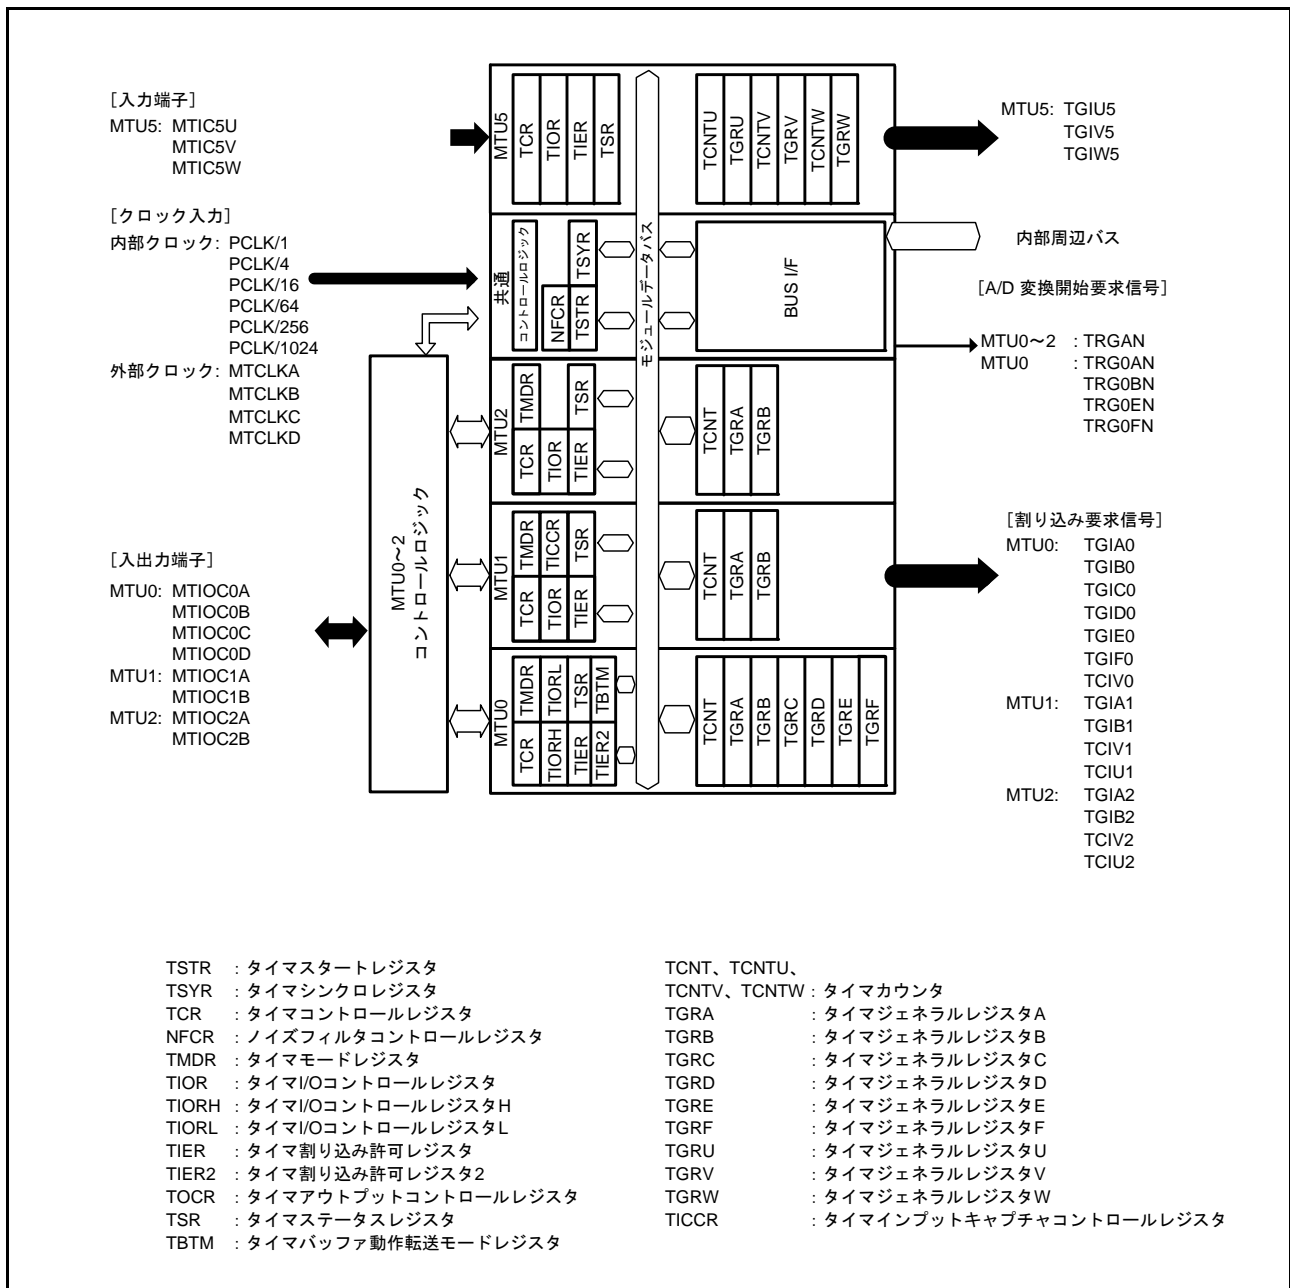 [入力端子]
MTU5: MTIC5U
MTIC5V
MTIC5W
[クロック入力]
内部クロック: PCLK/1
PCLK/4
PCLK/16
PCLK/64
PCLK/256
PCLK/1024
外部クロック: MTCLKA
MTCLKB
MTCLKC
MTCLKD
[入出力端子]
MTU0: MTIOC0A
MTIOC0B
MTIOC0C
MTIOC0D
MTU1: MTIOC1A
MTIOC1B
MTU2: MTIOC2A
MTIOC2B
MTU0～2
コントロールロジック
MTU5
TCR
TIOR
TIER
TSR
TCNTU
TGRU
TCNTV
TGRV
TCNTW
TGRW
共通
コントロールロジック
NFCR
TSYR
TSTR
モジュールデータバス
BUS I/F
MTU2
TMDR
TSR
TCR
TIOR
TIER
TCNT
TGRA
TGRB
MTU1
TMDR
TICCR
TSR
TCR
TIOR
TIER
TCNT
TGRA
TGRB
MTU0
TMDR
TIORL
TSR
TBTM
TCR
TIORH
TIER
TIER2
TCNT
TGRA
TGRB
TGRC
TGRD
TGRE
TGRF
MTU5: TGIU5
TGIV5
TGIW5
内部周辺バス
[A/D 変換開始要求信号]
MTU0～2 : TRGAN
MTU0 : TRG0AN
TRG0BN
TRG0EN
TRG0FN
[割り込み要求信号]
MTU0: TGIA0
TGIB0
TGIC0
TGID0
TGIE0
TGIF0
TCIV0
MTU1: TGIA1
TGIB1
TCIV1
TCIU1
MTU2: TGIA2
TGIB2
TCIV2
TCIU2
TSTR : タイマスタートレジスタ
TSYR : タイマシンクロレジスタ
TCR : タイマコントロールレジスタ
NFCR : ノイズフィルタコントロールレジスタ
TMDR : タイマモードレジスタ
TIOR : タイマI/Oコントロールレジスタ
TIORH : タイマI/OコントロールレジスタH
TIORL : タイマI/OコントロールレジスタL
TIER : タイマ割り込み許可レジスタ
TIER2 : タイマ割り込み許可レジスタ2
TOCR : タイマアウトプットコントロールレジスタ
TSR : タイマステータスレジスタ
TBTM : タイマバッファ動作転送モードレジスタ
TCNT、TCNTU、
TCNTV、TCNTW : タイマカウンタ
TGRA : タイマジェネラルレジスタA
TGRB : タイマジェネラルレジスタB
TGRC : タイマジェネラルレジスタC
TGRD : タイマジェネラルレジスタD
TGRE : タイマジェネラルレジスタE
TGRF : タイマジェネラルレジスタF
TGRU : タイマジェネラルレジスタU
TGRV : タイマジェネラルレジスタV
TGRW : タイマジェネラルレジスタW
TICCR : タイマインプットキャプチャコントロールレジスタ